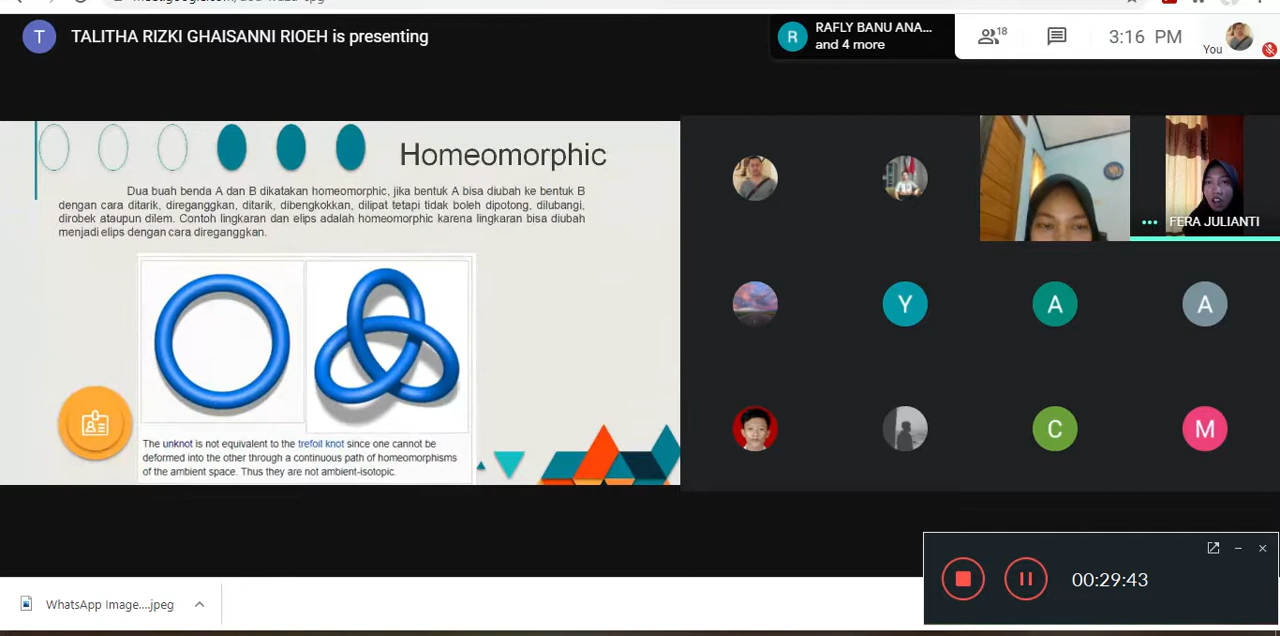 T TALITHA RIZKI GHAISANNI RIOEH is presenting
R RAFLY BANU ANA...
and 4 more
18
3:16 PM
You
Homeomorphic
Dua buah benda A dan B dikatakan homeomorphic, jika bentuk A bisa diubah ke bentuk B
dengan cara ditarik, direganggkan, ditarik, dibengkokkan, dilipat tetapi tidak boleh dipotong, dilubangi,
dirobek ataupun dilem. Contoh lingkaran dan elips adalah homeomorphic karena lingkaran bisa diubah
menjadi elips dengan cara direganggkan.
The unknot is not equivalent to the trefoil knot since one cannot be
deformed into the other through a continuous path of homeomorphisms
of the ambient space. Thus they are not ambient-isotopic.
FERA JULIANTI
Y
A
A
C
M
00:29:43
WhatsApp Image....jpeg